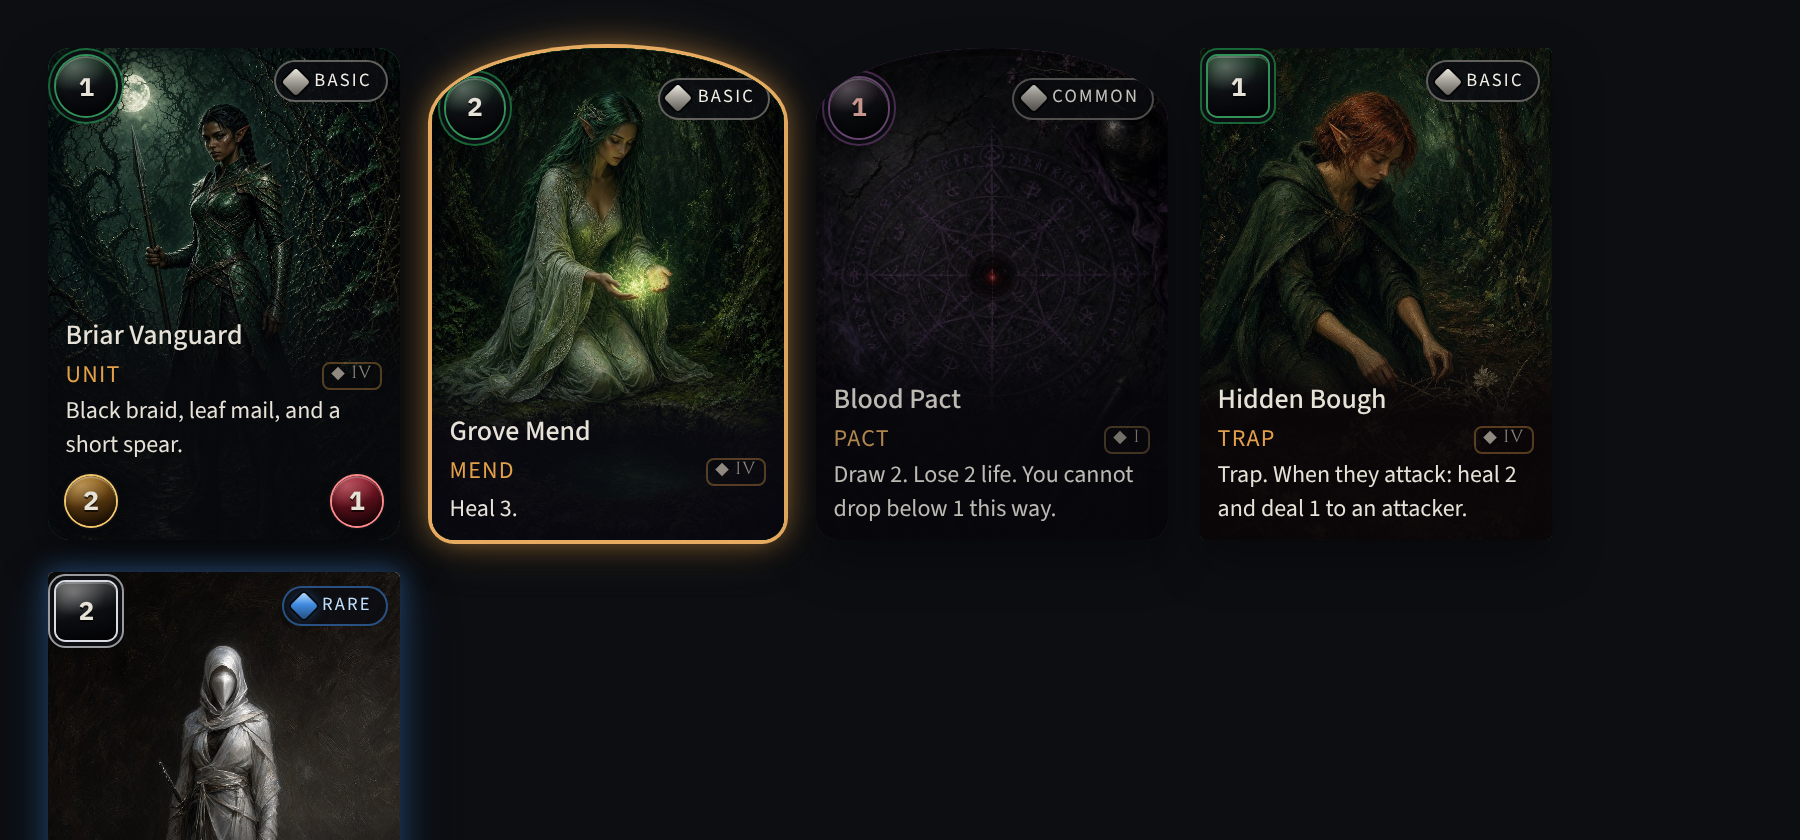 1
BASIC
Briar Vanguard
UNIT
IV
Black braid, leaf mail, and a
short spear.
2
1
2
BASIC
Grove Mend
MEND
IV
Heal 3.
1
COMMON
Blood Pact
PACT
I
Draw 2. Lose 2 life. You cannot
drop below 1 this way.
1
BASIC
Hidden Bough
TRAP
IV
Trap. When they attack: heal 2
and deal 1 to an attacker.
2
RARE